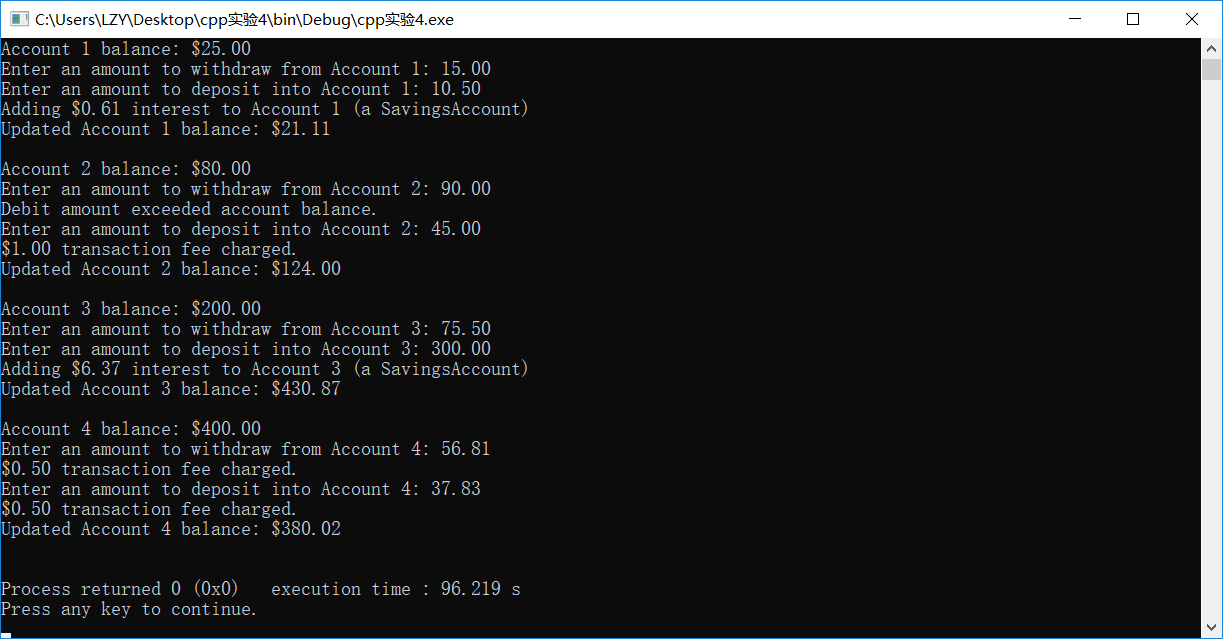 C:\Users\LZY\Desktop\cpp实验4\bin\Debug\cpp实验4.exe
Account 1 balance: $25.00
Enter an amount to withdraw from Account 1: 15.00
Enter an amount to deposit into Account 1: 10.50
Adding $0.61 interest to Account 1 (a SavingsAccount)
Updated Account 1 balance: $21.11
Account 2 balance: $80.00
Enter an amount to withdraw from Account 2: 90.00
Debit amount exceeded account balance.
Enter an amount to deposit into Account 2: 45.00
$1.00 transaction fee charged.
Updated Account 2 balance: $124.00
Account 3 balance: $200.00
Enter an amount to withdraw from Account 3: 75.50
Enter an amount to deposit into Account 3: 300.00
Adding $6.37 interest to Account 3 (a SavingsAccount)
Updated Account 3 balance: $430.87
Account 4 balance: $400.00
Enter an amount to withdraw from Account 4: 56.81
$0.50 transaction fee charged.
Enter an amount to deposit into Account 4: 37.83
$0.50 transaction fee charged.
Updated Account 4 balance: $380.02
Process returned 0 (0x0)   execution time : 96.219 s
Press any key to continue.